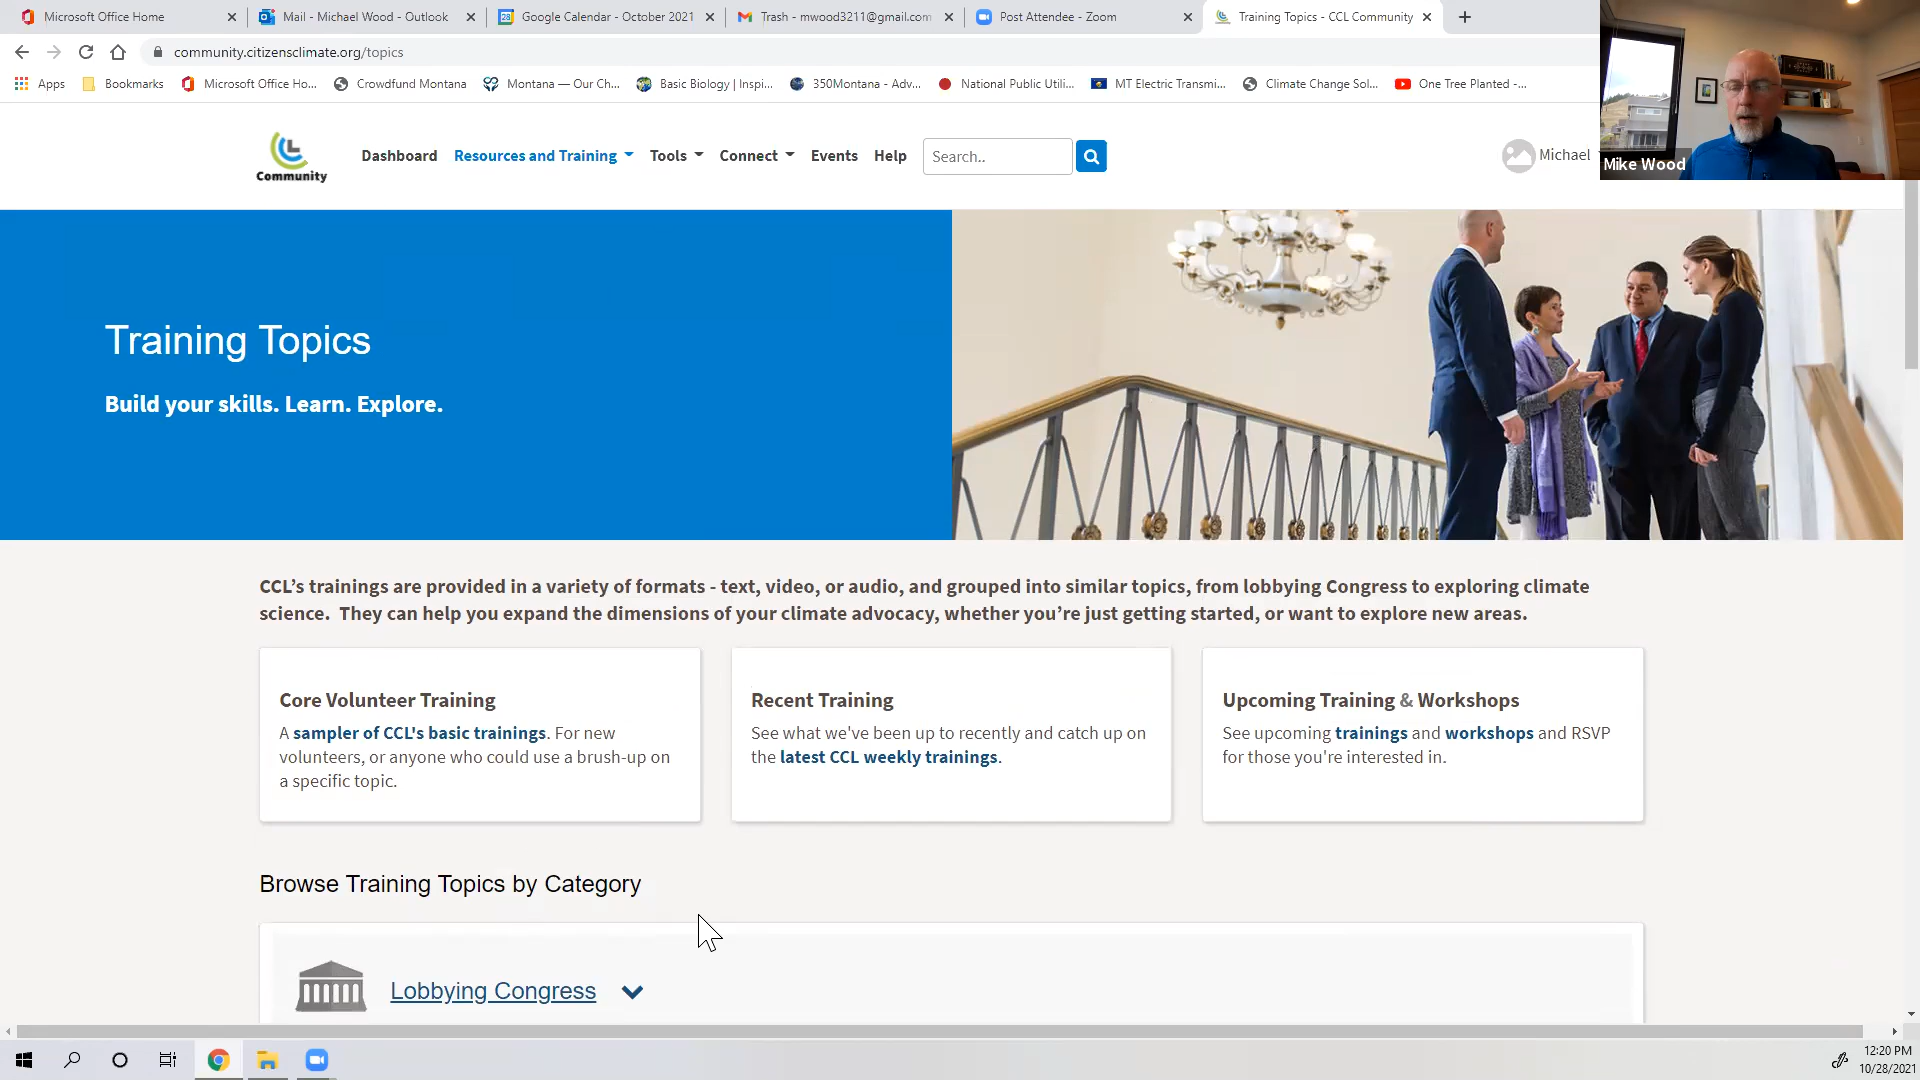 Microsoft Office Home
Mail - Michael Wood - Outlook
Google Calendar - October 2021
Trash - mwood3211@gmail.com
Post Attendee - Zoom
Training Topics - CCL Community
community.citizensclimate.org/topics
Apps
Bookmarks
Microsoft Office Ho...
Crowdfund Montana
Montana — Our Ch...
Basic Biology | Inspi...
350Montana - Adv...
National Public Utili...
MT Electric Transmi...
Climate Change Sol...
One Tree Planted -...
Mike Wood
CCL
Community
Dashboard
Resources and Training
Tools
Connect
Events
Help
Search..
Michael
Training Topics
Build your skills. Learn. Explore.
CCL’s trainings are provided in a variety of formats - text, video, or audio, and grouped into similar topics, from lobbying Congress to exploring climate
science. They can help you expand the dimensions of your climate advocacy, whether you’re just getting started, or want to explore new areas.
Core Volunteer Training
A sampler of CCL's basic trainings. For new
volunteers, or anyone who could use a brush-up on
a specific topic.
Recent Training
See what we've been up to recently and catch up on
the latest CCL weekly trainings.
Upcoming Training & Workshops
See upcoming trainings and workshops and RSVP
for those you're interested in.
Browse Training Topics by Category
Lobbying Congress
12:20 PM
10/28/2021